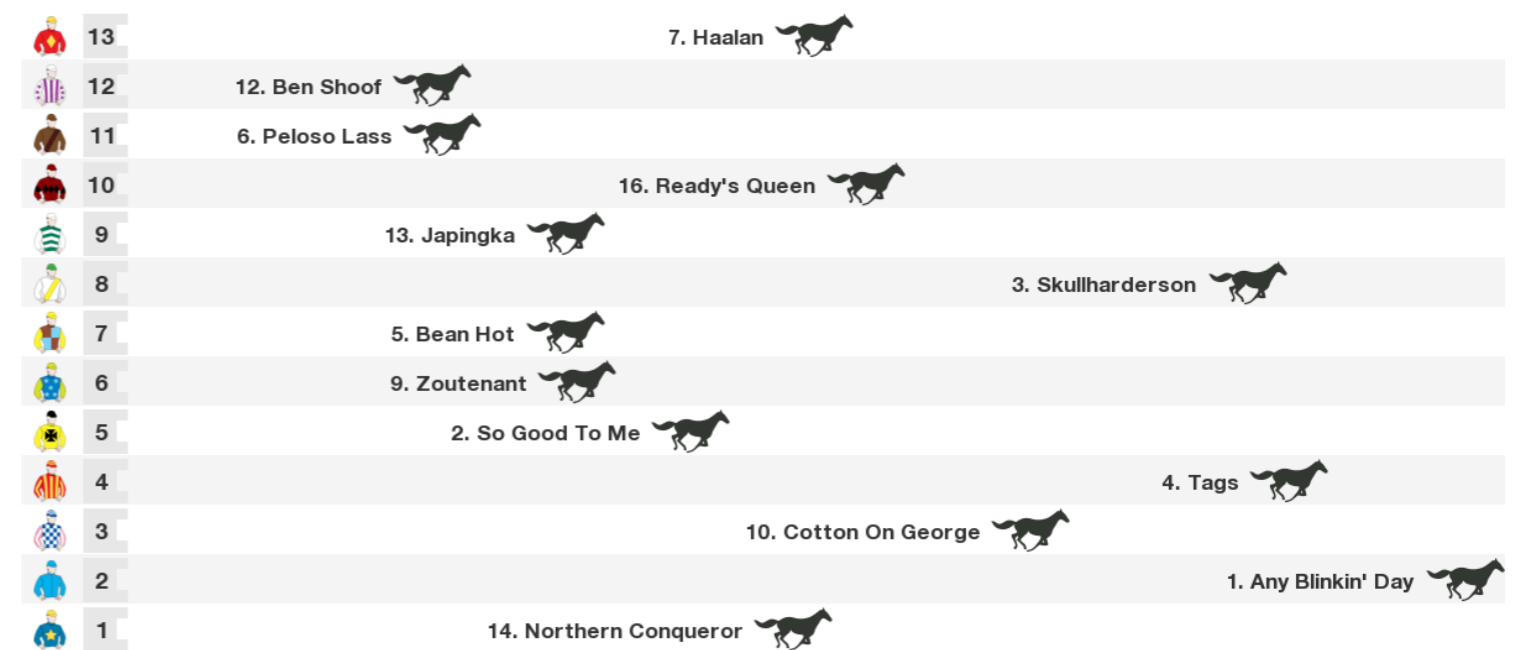 13 7. Haalan
12 12. Ben Shoof
11 6. Peloso Lass
10 16. Ready's Queen
9 13. Japingka
8 3. Skullharderson
7 5. Bean Hot
6 9. Zoutenant
5 2. So Good To Me
4 4. Tags
3 10. Cotton On George
2 1. Any Blinkin' Day
1 14. Northern Conqueror